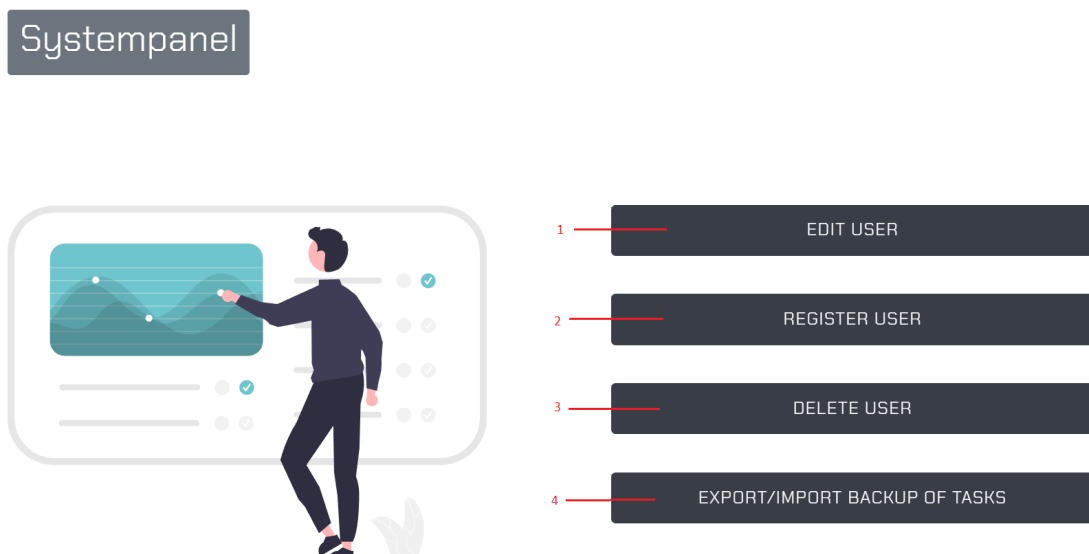 Systempanel
1 EDIT USER
2 REGISTER USER
3 DELETE USER
4 EXPORT/IMPORT BACKUP OF TASKS